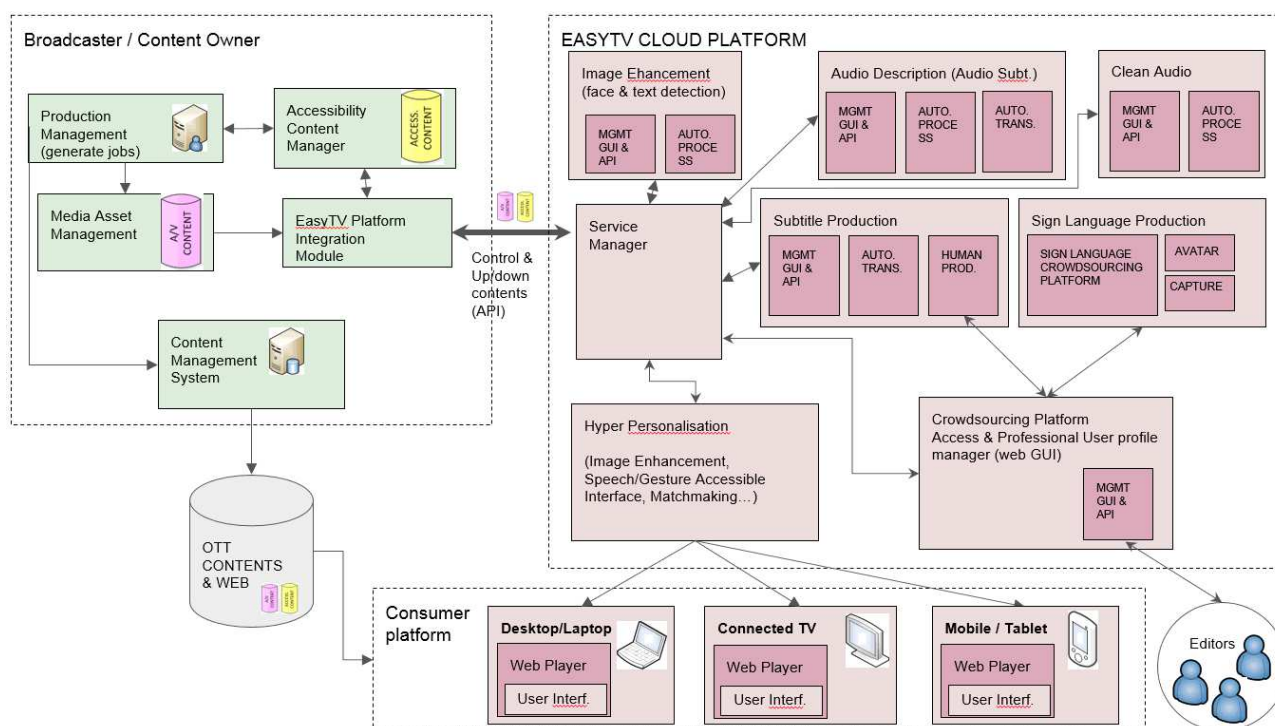 Broadcaster / Content Owner
Production
Management
(generate jobs)
Accessibility
Content
Manager
ACCESS.
CONTENT
Media Asset
Management
A/V
CONTENT
EasyTV Platform
Integration
Module
Content
Management
System
A/V
CONTENT
ACCESS.
CONTENT
Control &
Up/down
contents
(API)
OTT
CONTENTS
& WEB
A/V
CONTENT
ACCESS.
CONTENT
EASYTV CLOUD PLATFORM
Image Ehancement
(face & text detection)
MGMT
GUI &
API
AUTO.
PROCE
SS
Audio Description (Audio Subt.)
MGMT
GUI &
API
AUTO.
PROCE
SS
AUTO.
TRANS.
Clean Audio
MGMT
GUI &
API
AUTO.
PROCE
SS
Service
Manager
Subtitle Production
MGMT
GUI &
API
AUTO.
TRANS.
HUMAN
PROD.
Sign Language Production
SIGN LANGUAGE
CROWDSOURCING
PLATFORM
AVATAR
CAPTURE
Hyper Personalisation
(Image Enhancement,
Speech/Gesture Accessible
Interface, Matchmaking…)
Crowdsourcing Platform
Access & Professional User profile
manager (web GUI)
MGMT
GUI &
API
Consumer
platform
Desktop/Laptop
Web Player
User Interf.
Connected TV
Web Player
User Interf.
Mobile / Tablet
Web Player
User Interf.
Editors